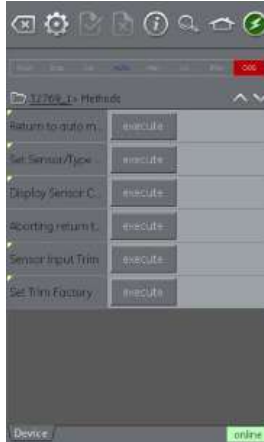 32769_1> Methods
Return to auto m...
execute
Set Sensor/Type ...
execute
Display Sensor C...
execute
Aborting return t...
execute
Sensor Input Trim
execute
Set Trim Factory
execute
Device
online